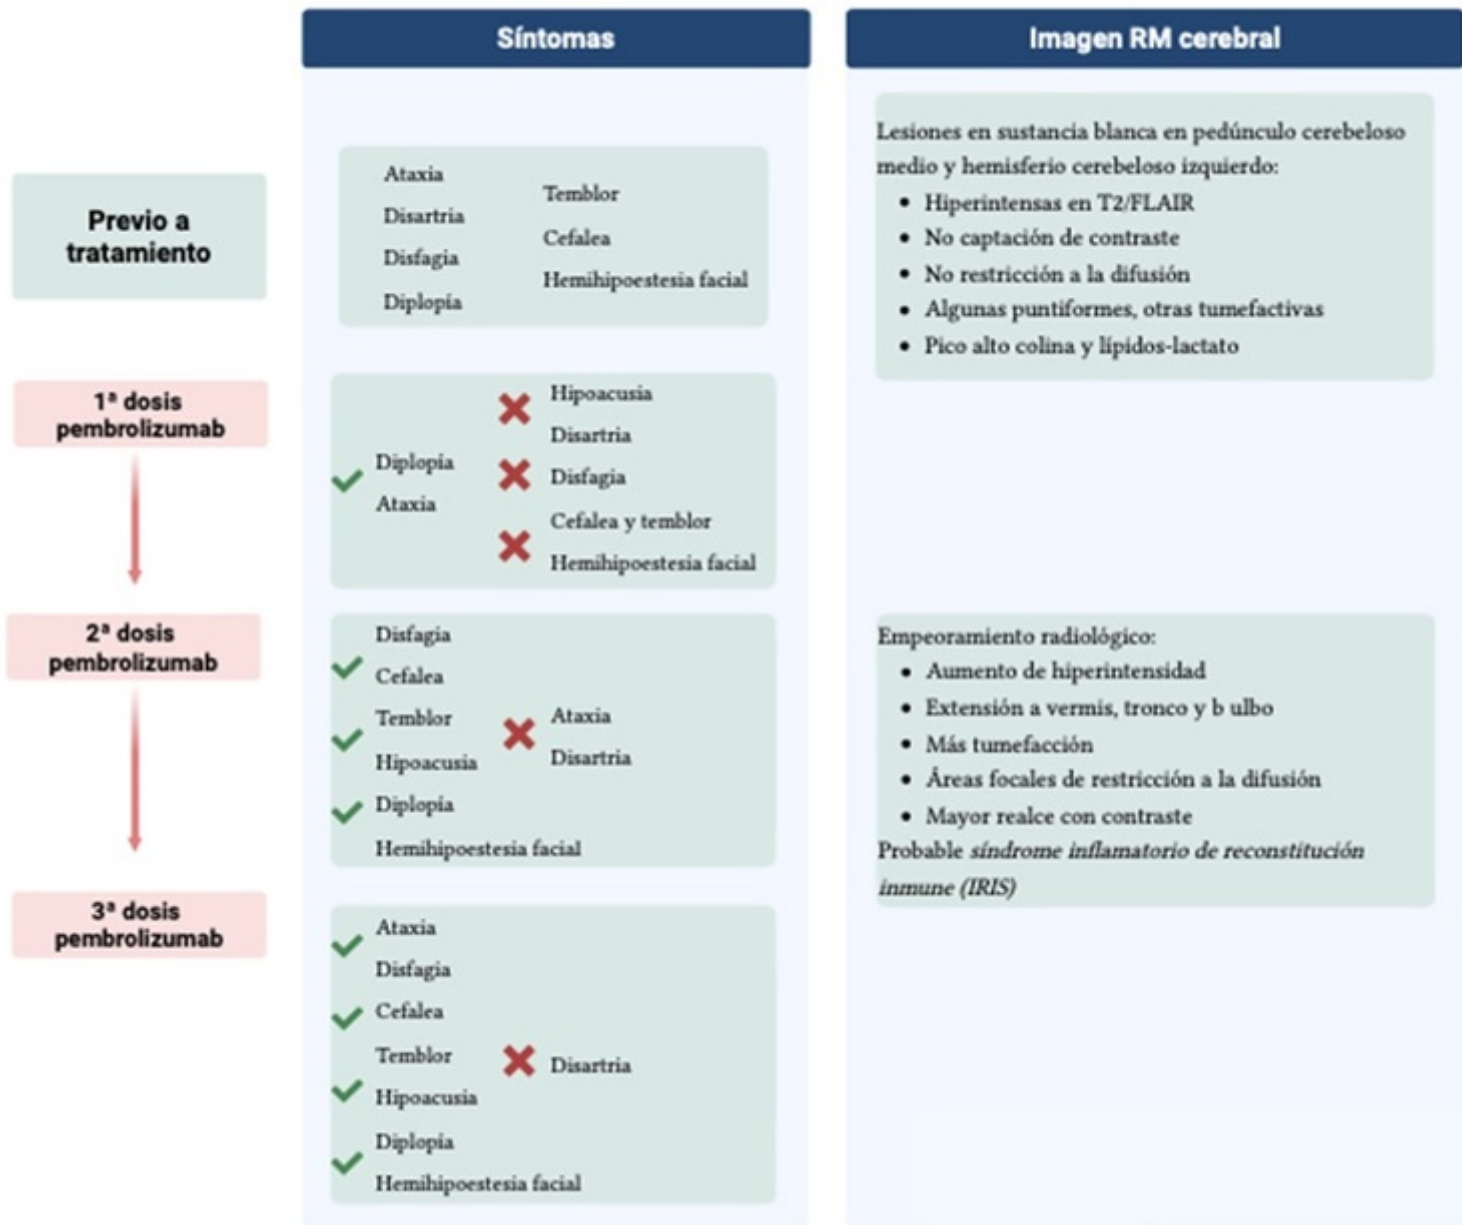 Síntomas
Imagen RM cerebral
Previo a
tratamiento
Ataxia
Disartria
Disfagia
Diplopía
Temblor
Cefalea
Hemihipoestesia facial
Lesiones en sustancia blanca en pedúnculo cerebeloso
medio y hemisferio cerebeloso izquierdo:
• Hiperintensas en T2/FLAIR
• No captación de contraste
• No restricción a la difusión
• Algunas puntiformes, otras tumefactivas
• Pico alto colina y lípidos-lactato
1ª dosis
pembrolizumab
Diplopía
Ataxia
Hipoacusia
Disartria
Disfagia
Cefalea y temblor
Hemihipoestesia facial
2ª dosis
pembrolizumab
Disfagia
Cefalea
Temblor
Hipoacusia
Diplopía
Hemihipoestesia facial
Ataxia
Disartria
Empeoramiento radiológico:
• Aumento de hiperintensidad
• Extensión a vermis, tronco y b ulbo
• Más tumefacción
• Áreas focales de restricción a la difusión
• Mayor realce con contraste
Probable síndrome inflamatorio de reconstitución
inmune (IRIS)
3ª dosis
pembrolizumab
Ataxia
Disfagia
Cefalea
Temblor
Hipoacusia
Diplopía
Hemihipoestesia facial
Disartria